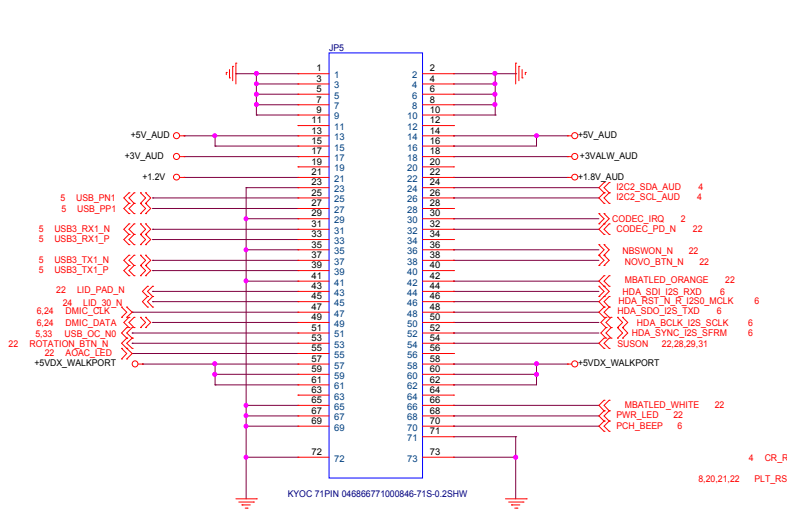 JP5
1 1 2 2
3 3 4 4
5 5 6 6
7 7 8 8
9 9 10 10
11 11 12 12
+5V_AUD 13 13 14 14 +5V_AUD
15 15 16 16
+3V_AUD 17 17 18 18 +3VALW_AUD
19 19 20 20
+1.2V 21 21 22 22 +1.8V_AUD
23 23 24 24 I2C2_SDA_AUD 4
5 USB_PN1 25 25 26 26 I2C2_SCL_AUD 4
5 USB_PP1 27 27 28 28
29 29 30 30 CODEC_IRQ 2
5 USB3_RX1_N 31 31 32 32 CODEC_PD_N 22
5 USB3_RX1_P 33 33 34 34
35 35 36 36 NBSWON_N 22
5 USB3_TX1_N 37 37 38 38 NOVO_BTN_N 22
5 USB3_TX1_P 39 39 40 40
41 41 42 42 MBATLED_ORANGE 22
22 LID_PAD_N 43 43 44 44 HDA_SDI_I2S_RXD 6
24 LID_30_N 45 45 46 46 HDA_RST_N_R_I2S0_MCLK 6
6,24 DMIC_CLK 47 47 48 48 HDA_SDO_I2S_TXD 6
6,24 DMIC_DATA 49 49 50 50 HDA_BCLK_I2S_SCLK 6
5,33 USB_OC_N0 51 51 52 52 HDA_SYNC_I2S_SFRM 6
22 ROTATION_BTN_N 53 53 54 54 SUSON 22,28,29,31
22 AOAC_LED 55 55 56 56
+5VDX_WALKPORT 57 57 58 58 +5VDX_WALKPORT
59 59 60 60
61 61 62 62
63 63 64 64
65 65 66 66 MBATLED_WHITE 22
67 67 68 68 PWR_LED 22
69 69 70 70 PCH_BEEP 6
71 71
72 72 73 73
4 CR_R
8,20,21,22 PLT_RS
KYOC 71PIN 046866771000846-71S-0.2SHW